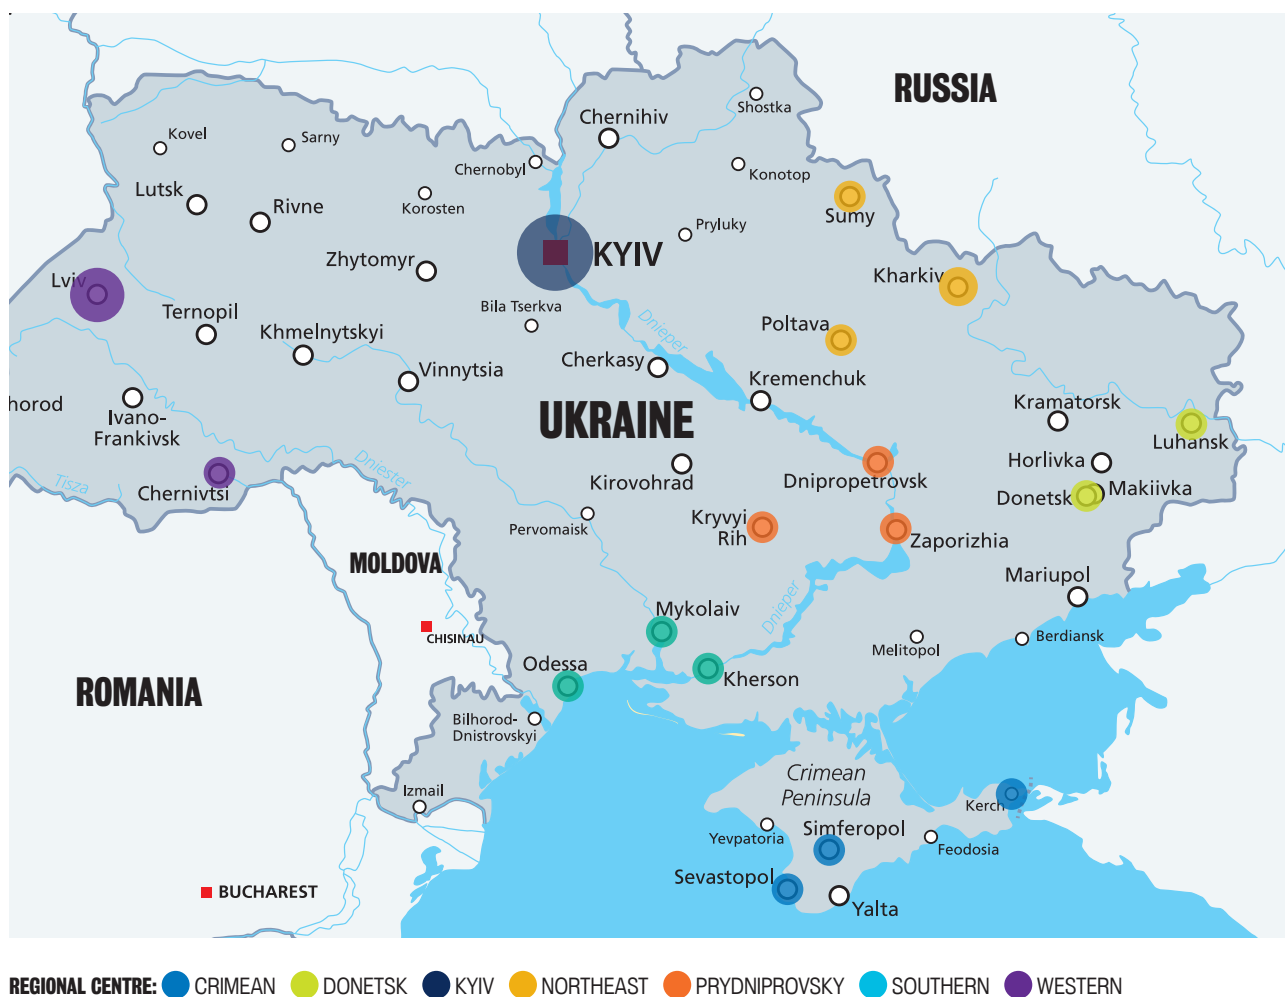 RUSSIA
Shostka
Chernihiv
Kovel
Sarny
Chernobyl
Konotop
Lutsk
Rivne
Korosten
Sumy
Pryluky
KYIV
Zhytomyr
Kharkiv
Lviv
Bila Tserkva
Ternopil
Khmelnytskyi
Dnieper
Poltava
Vinnytsia
Cherkasy
Kremenchuk
horod
Ivano-
Frankivsk
UKRAINE
Kramatorsk
Luhansk
Dniester
Horlivka
Tisza
Chernivtsi
Kirovohrad
Dnipropetrovsk
Donetsk
Makiivka
Pervomaisk
Kryvyi
Rih
Zaporizhia
MOLDOVA
Mariupol
Dnieper
Mykolaiv
CHISINAU
Melitopol
Berdiansk
Odessa
Kherson
ROMANIA
Bilhorod-
Dnistrovskyi
Crimean
Peninsula
Izmail
Kerch
Yevpatoria
Simferopol
Feodosia
Sevastopol
Yalta
BUCHAREST
REGIONAL CENTRE: CRIMEAN DONETSK KYIV NORTHEAST PRYDNIPROVSKY SOUTHERN WESTERN